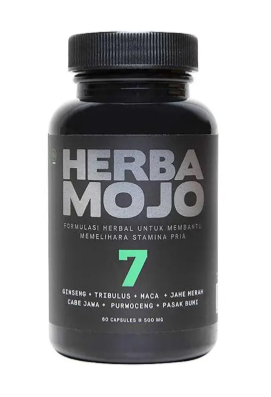 HERBA
MOJO
FORMULASI HERBAL UNTUK MEMBANTU
MEMELIHARA STAMINA PRIA
7
GINSENG + TRIBULUS + MACA + JAHE MERAH
CABE JAWA + PURWOCENG + PASAK BUMI
60 CAPSULES @ 500 MG